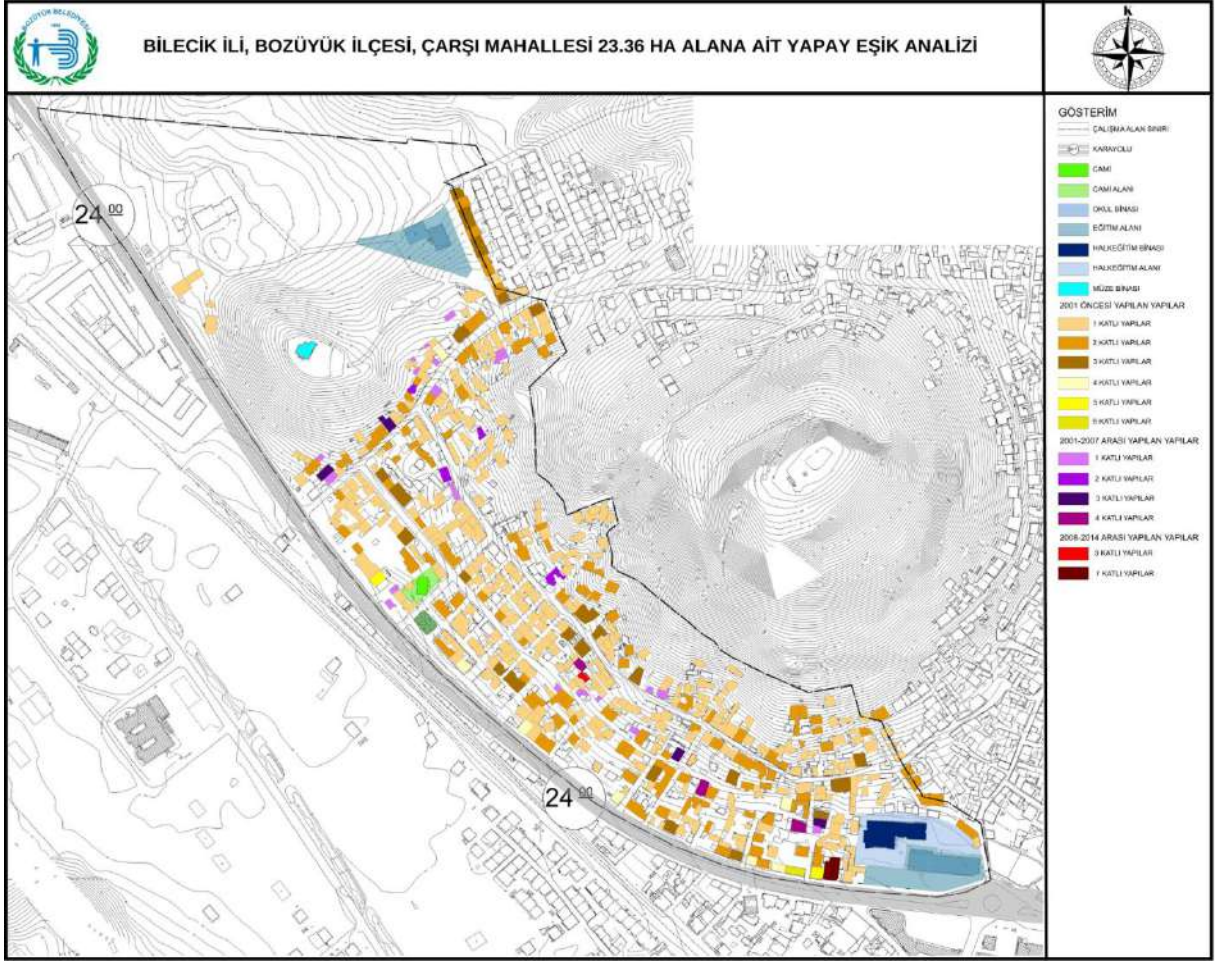 BOZÜYÜK BELEDİYESİ
BİLECİK İLİ, BOZÜYÜK İLÇESİ, ÇARŞI MAHALLESİ 23.36 HA ALANA AİT YAPAY EŞİK ANALİZİ
K
GÖSTERİM
ÇALIŞMA ALAN SINIRI
KARAYOLU
CAMİ
CAMİ ALANI
OKUL BİNASI
EĞİTİM ALANI
HALKEĞİTİM BİNASI
HALKEĞİTİM ALANI
MÜZE BİNASI
2001 ÖNCESİ YAPILAN YAPILAR
1 KATLI YAPILAR
2 KATLI YAPILAR
3 KATLI YAPILAR
4 KATLI YAPILAR
5 KATLI YAPILAR
6 KATLI YAPILAR
2001-2007 ARASI YAPILAN YAPILAR
1 KATLI YAPILAR
2 KATLI YAPILAR
3 KATLI YAPILAR
4 KATLI YAPILAR
2008-2014 ARASI YAPILAN YAPILAR
3 KATLI YAPILAR
7 KATLI YAPILAR
24 00
24 00